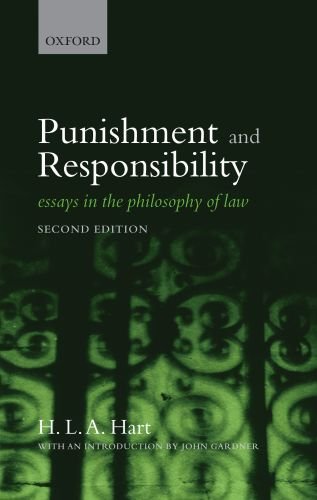 OXFORD
Punishment and
Responsibility
essays in the philosophy of law
SECOND EDITION
H. L. A. Hart
WITH AN INTRODUCTION BY JOHN GARDNER